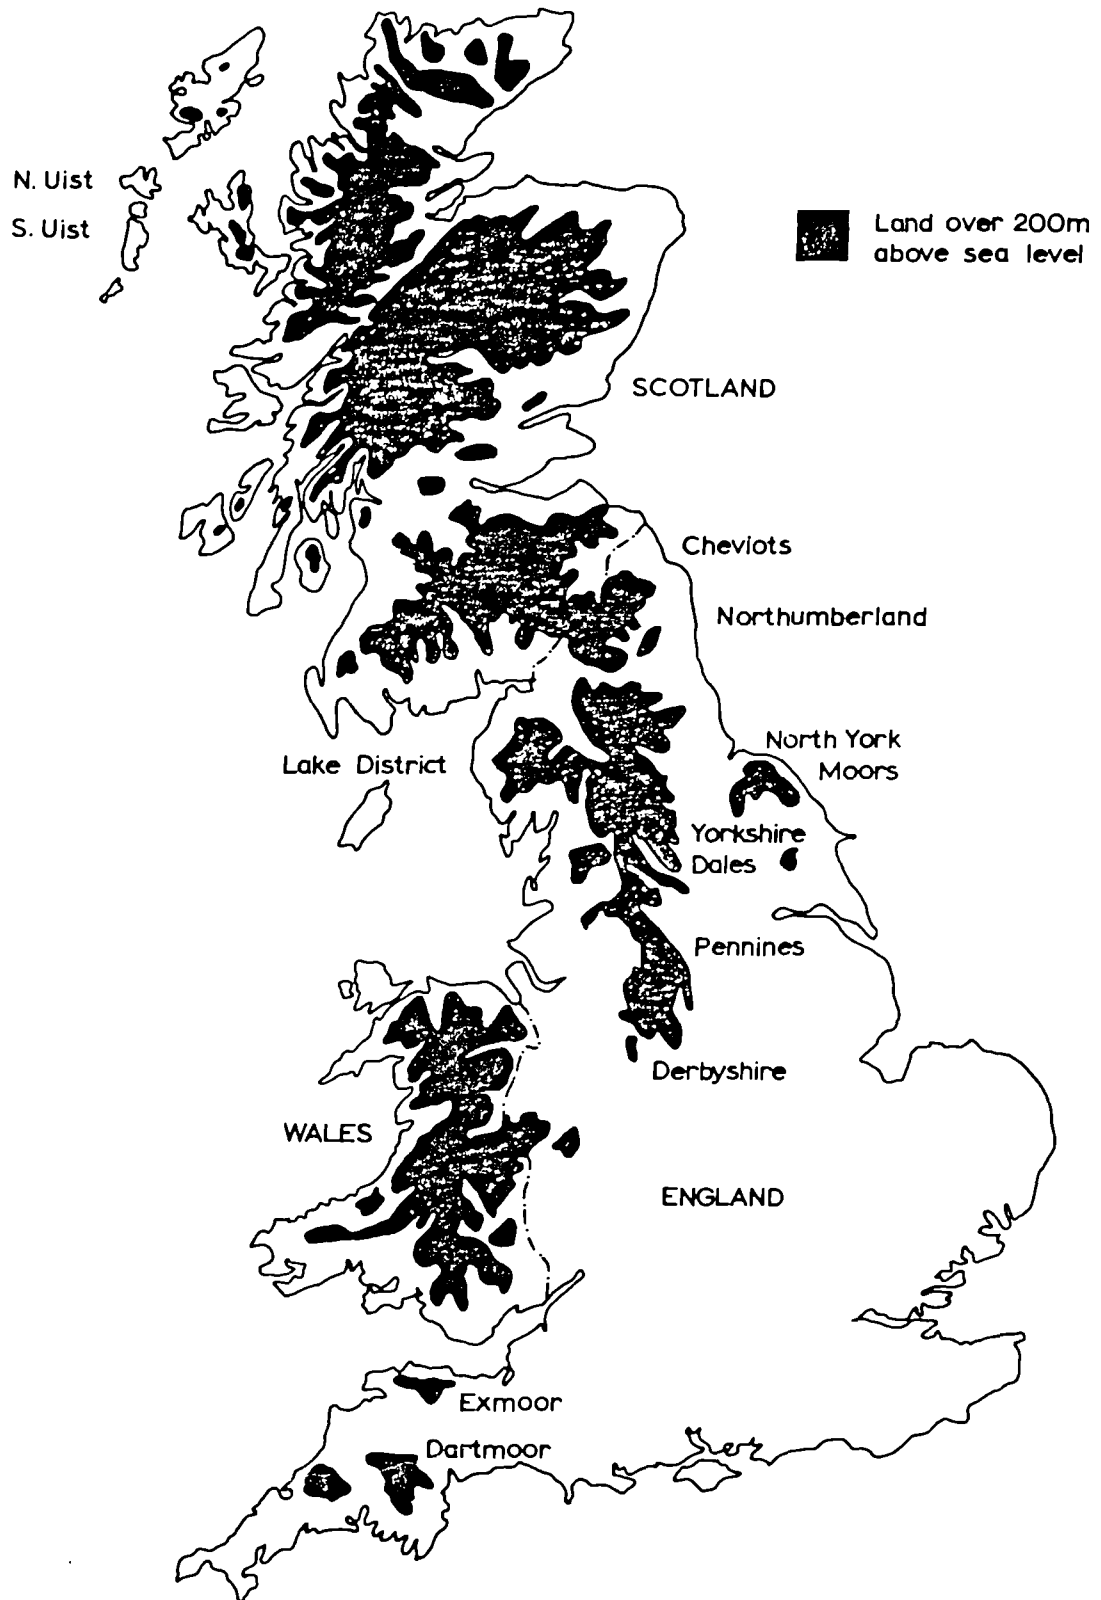 N. Uist
S. Uist
Land over 200m
above sea level
SCOTLAND
Cheviots
Northumberland
North York
Moors
Lake District
Yorkshire
Dales
Pennines
Derbyshire
WALES
ENGLAND
Exmoor
Dartmoor